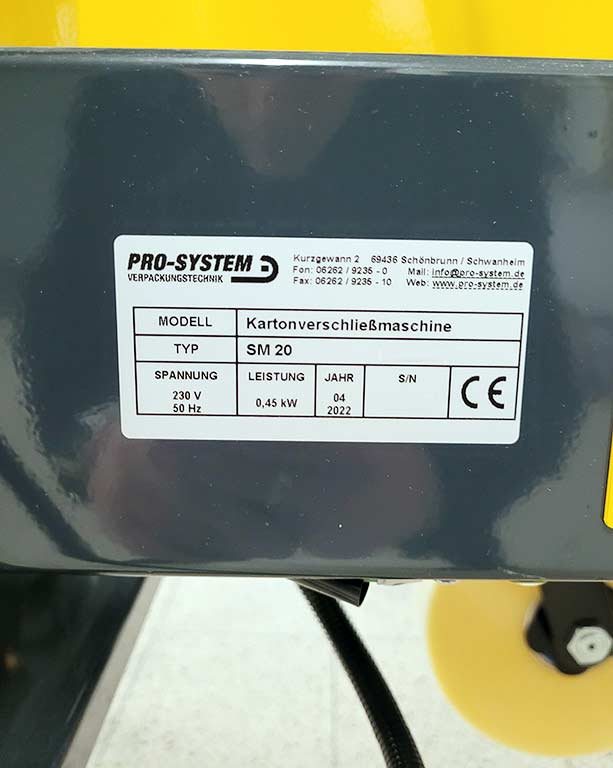 PRO-SYSTEM
VERPACKUNGSTECHNIK
Kurzgewann 2 69436 Schönbrunn / Schwanheim
Fon: 06262 / 9235 - 0 Mail: info@pro-system.de
Fax: 06262 / 9235 - 10 Web: www.pro-system.de
MODELL Kartonverschließmaschine
TYP SM 20
SPANNUNG LEISTUNG JAHR S/N
230 V 0,45 kW 04 CE
50 Hz 2022